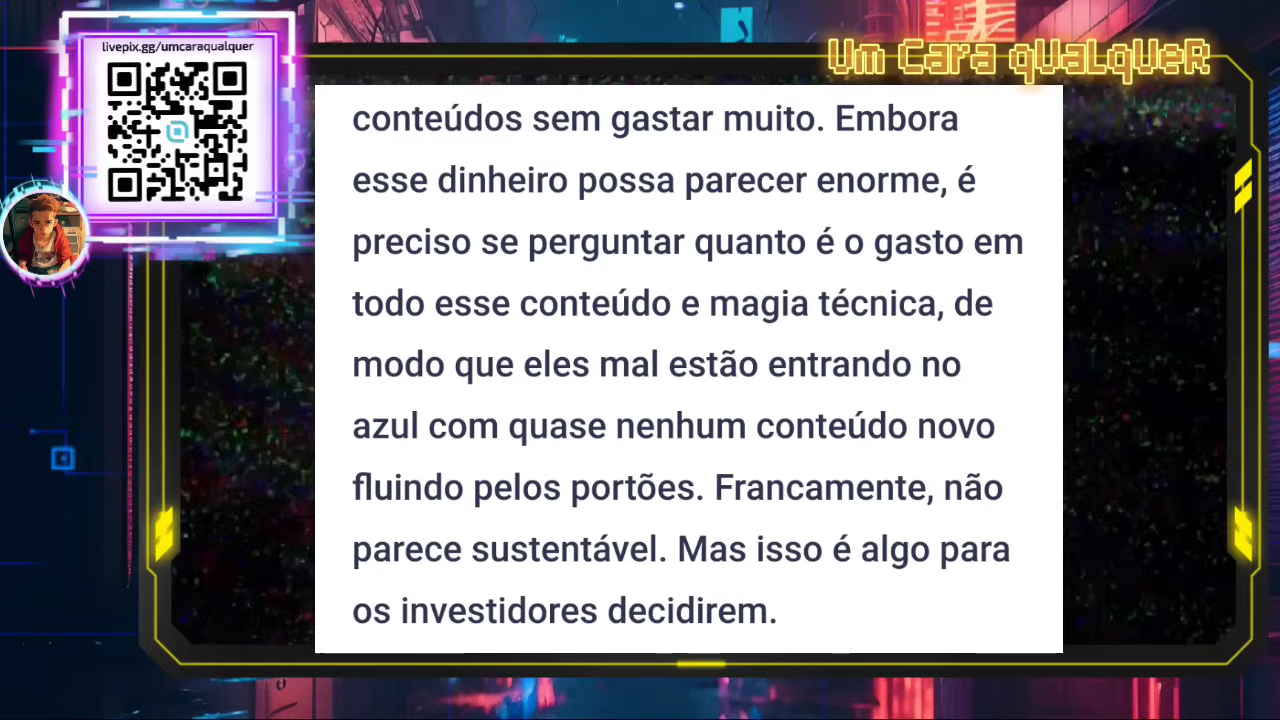 livepix.gg/umcaraqualquer
Um Cara qUaLqUeR
conteúdos sem gastar muito. Embora
esse dinheiro possa parecer enorme, é
preciso se perguntar quanto é o gasto em
todo esse conteúdo e magia técnica, de
modo que eles mal estão entrando no
azul com quase nenhum conteúdo novo
fluindo pelos portões. Francamente, não
parece sustentável. Mas isso é algo para
os investidores decidirem.